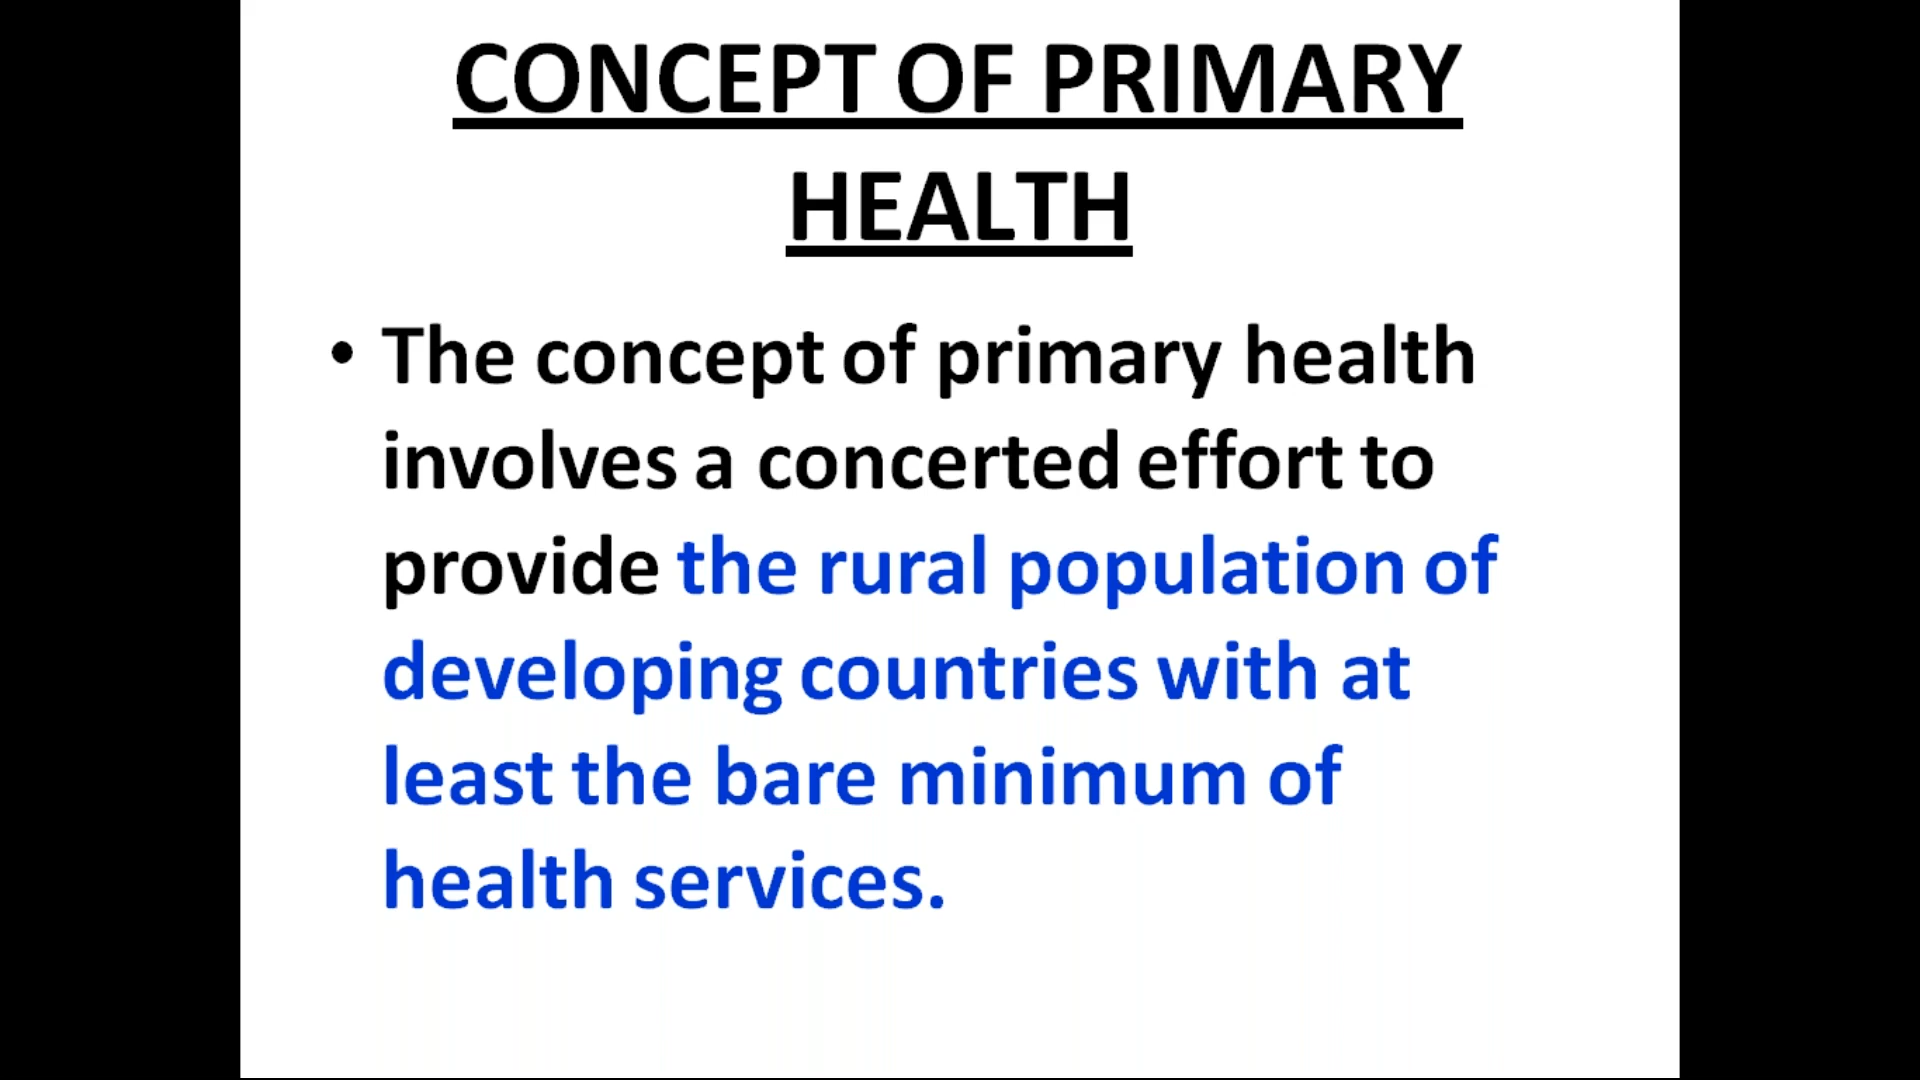 CONCEPT OF PRIMARY
HEALTH
• The concept of primary health
involves a concerted effort to
provide the rural population of
developing countries with at
least the bare minimum of
health services.